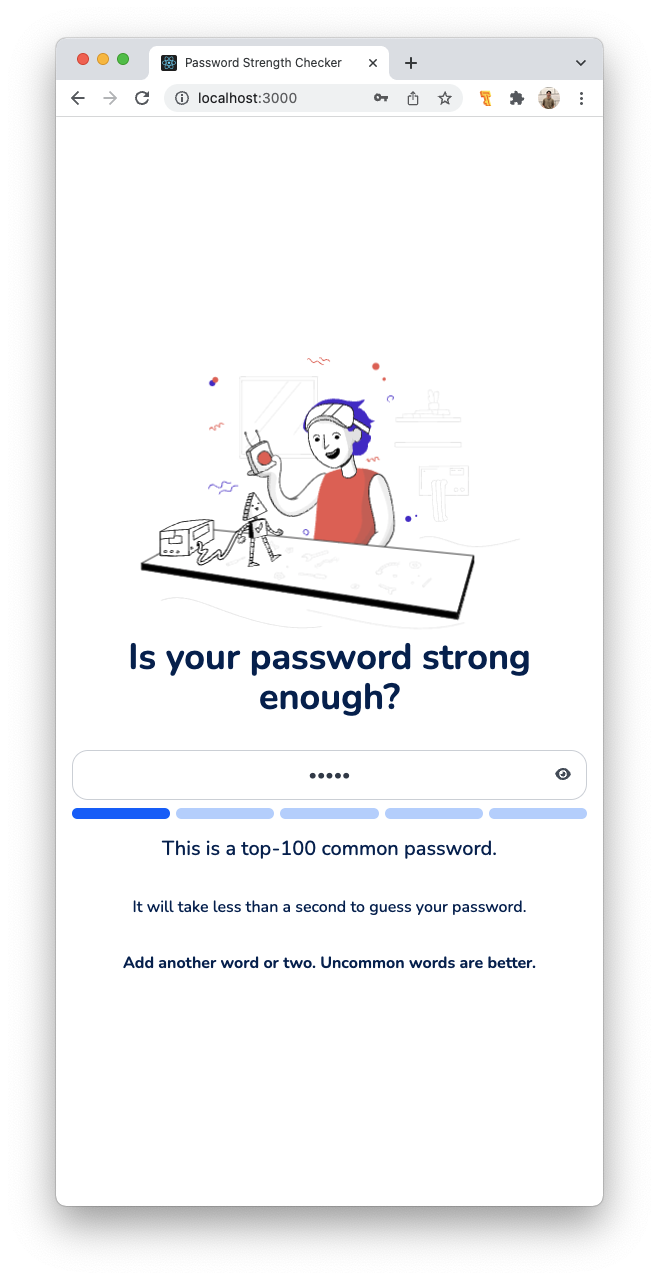 Password Strength Checker
localhost:3000
Is your password strong
enough?
•••••
This is a top-100 common password.
It will take less than a second to guess your password.
Add another word or two. Uncommon words are better.